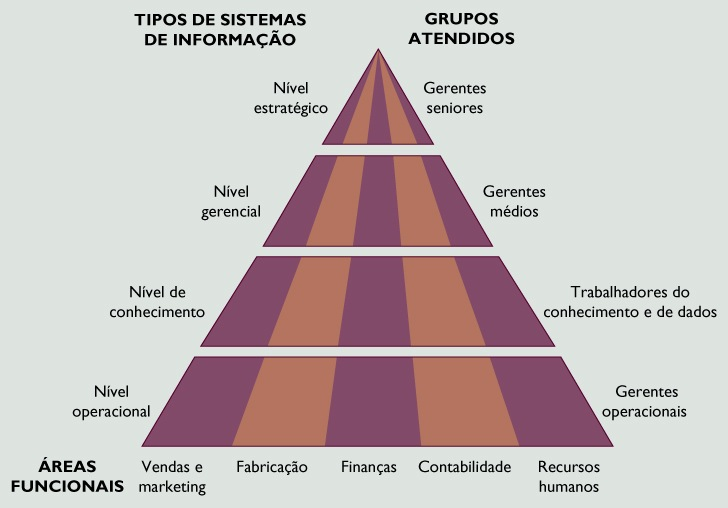 TIPOS DE SISTEMAS
DE INFORMAÇÃO
GRUPOS
ATENDIDOS
Nível
estratégico
Gerentes
seniores
Nível
gerencial
Gerentes
médios
Nível de
conhecimento
Trabalhadores do
conhecimento e de dados
Nível
operacional
Gerentes
operacionais
ÁREAS
FUNCIONAIS
Vendas e
marketing
Fabricação
Finanças
Contabilidade
Recursos
humanos